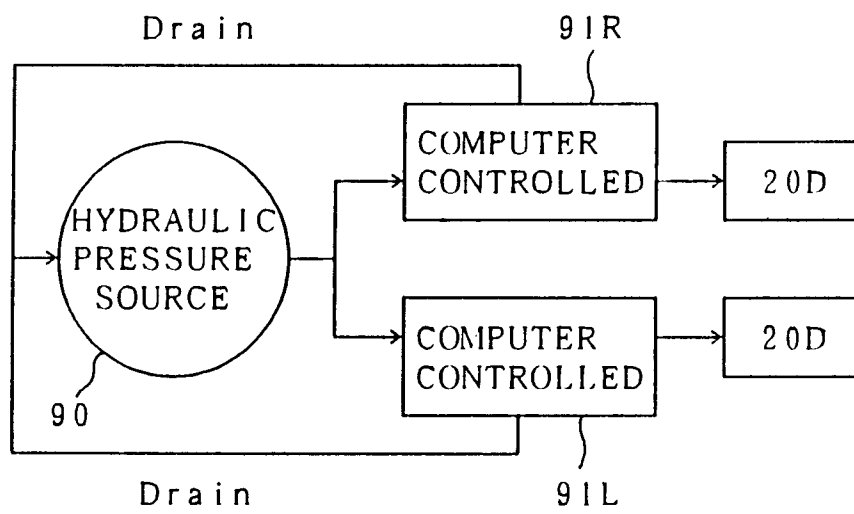 Drain
91R
COMPUTER
CONTROLLED
20D
HYDRAULIC
PRESSURE
SOURCE
90
COMPUTER
CONTROLLED
20D
91L
Drain